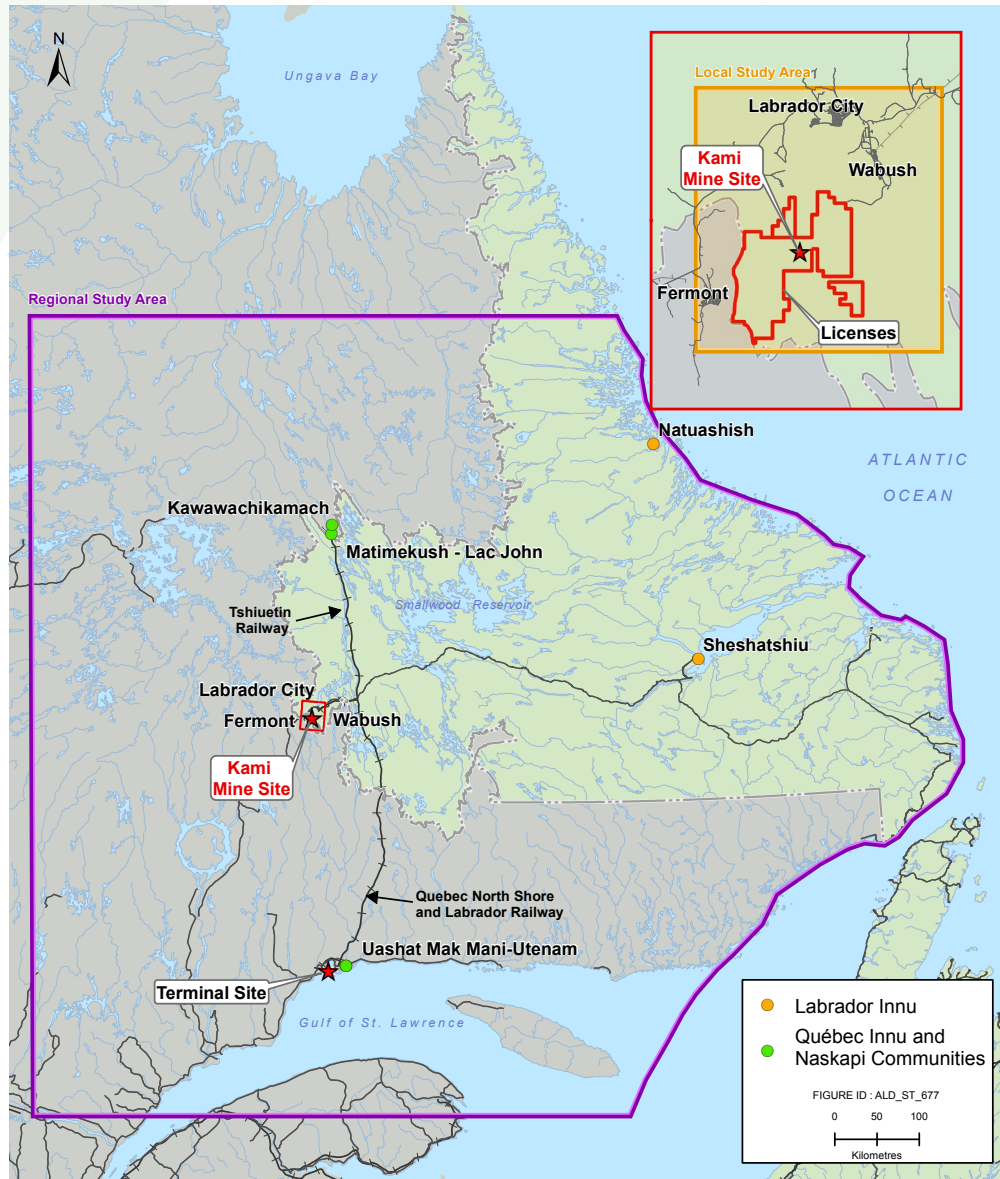 N
Ungava Bay
Local Study Area
Labrador City
Kami
Mine Site
Wabush
Fermont
Licenses
Regional Study Area
Natuashish
ATLANTIC
OCEAN
Kawawachikamach
Matimekush - Lac John
Tshiuetin
Railway
Smallwood Reservoir
Sheshatshiu
Labrador City
Fermont
Wabush
Kami
Mine Site
Quebec North Shore
and Labrador Railway
Uashat Mak Mani-Utenam
Terminal Site
Gulf of St. Lawrence
Labrador Innu
Québec Innu and
Naskapi Communities
FIGURE ID : ALD_ST_677
0 50 100
Kilometres